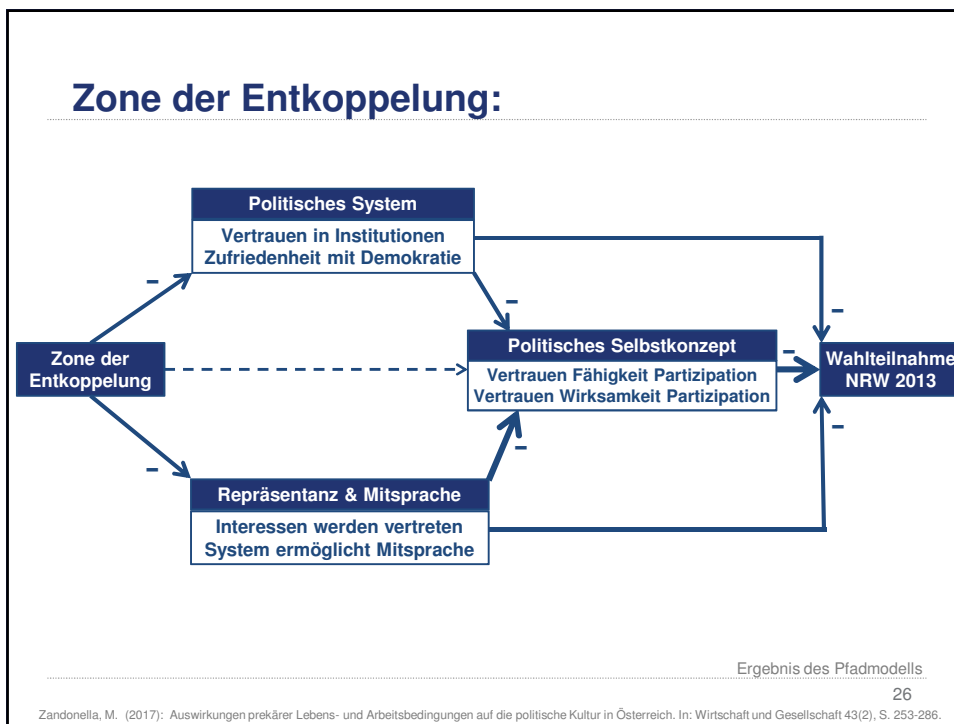 Zone der Entkoppelung:
Politisches System
Vertrauen in Institutionen
Zufriedenheit mit Demokratie
–
–
–
Zone der
Entkoppelung
Politisches Selbstkonzept
Vertrauen Fähigkeit Partizipation
Vertrauen Wirksamkeit Partizipation
–
Wahlteilnahme
NRW 2013
–
–
–
Repräsentanz & Mitsprache
Interessen werden vertreten
System ermöglicht Mitsprache
Ergebnis des Pfadmodells
26
Zandonella, M. (2017): Auswirkungen prekärer Lebens- und Arbeitsbedingungen auf die politische Kultur in Österreich. In: Wirtschaft und Gesellschaft 43(2), S. 253-286.